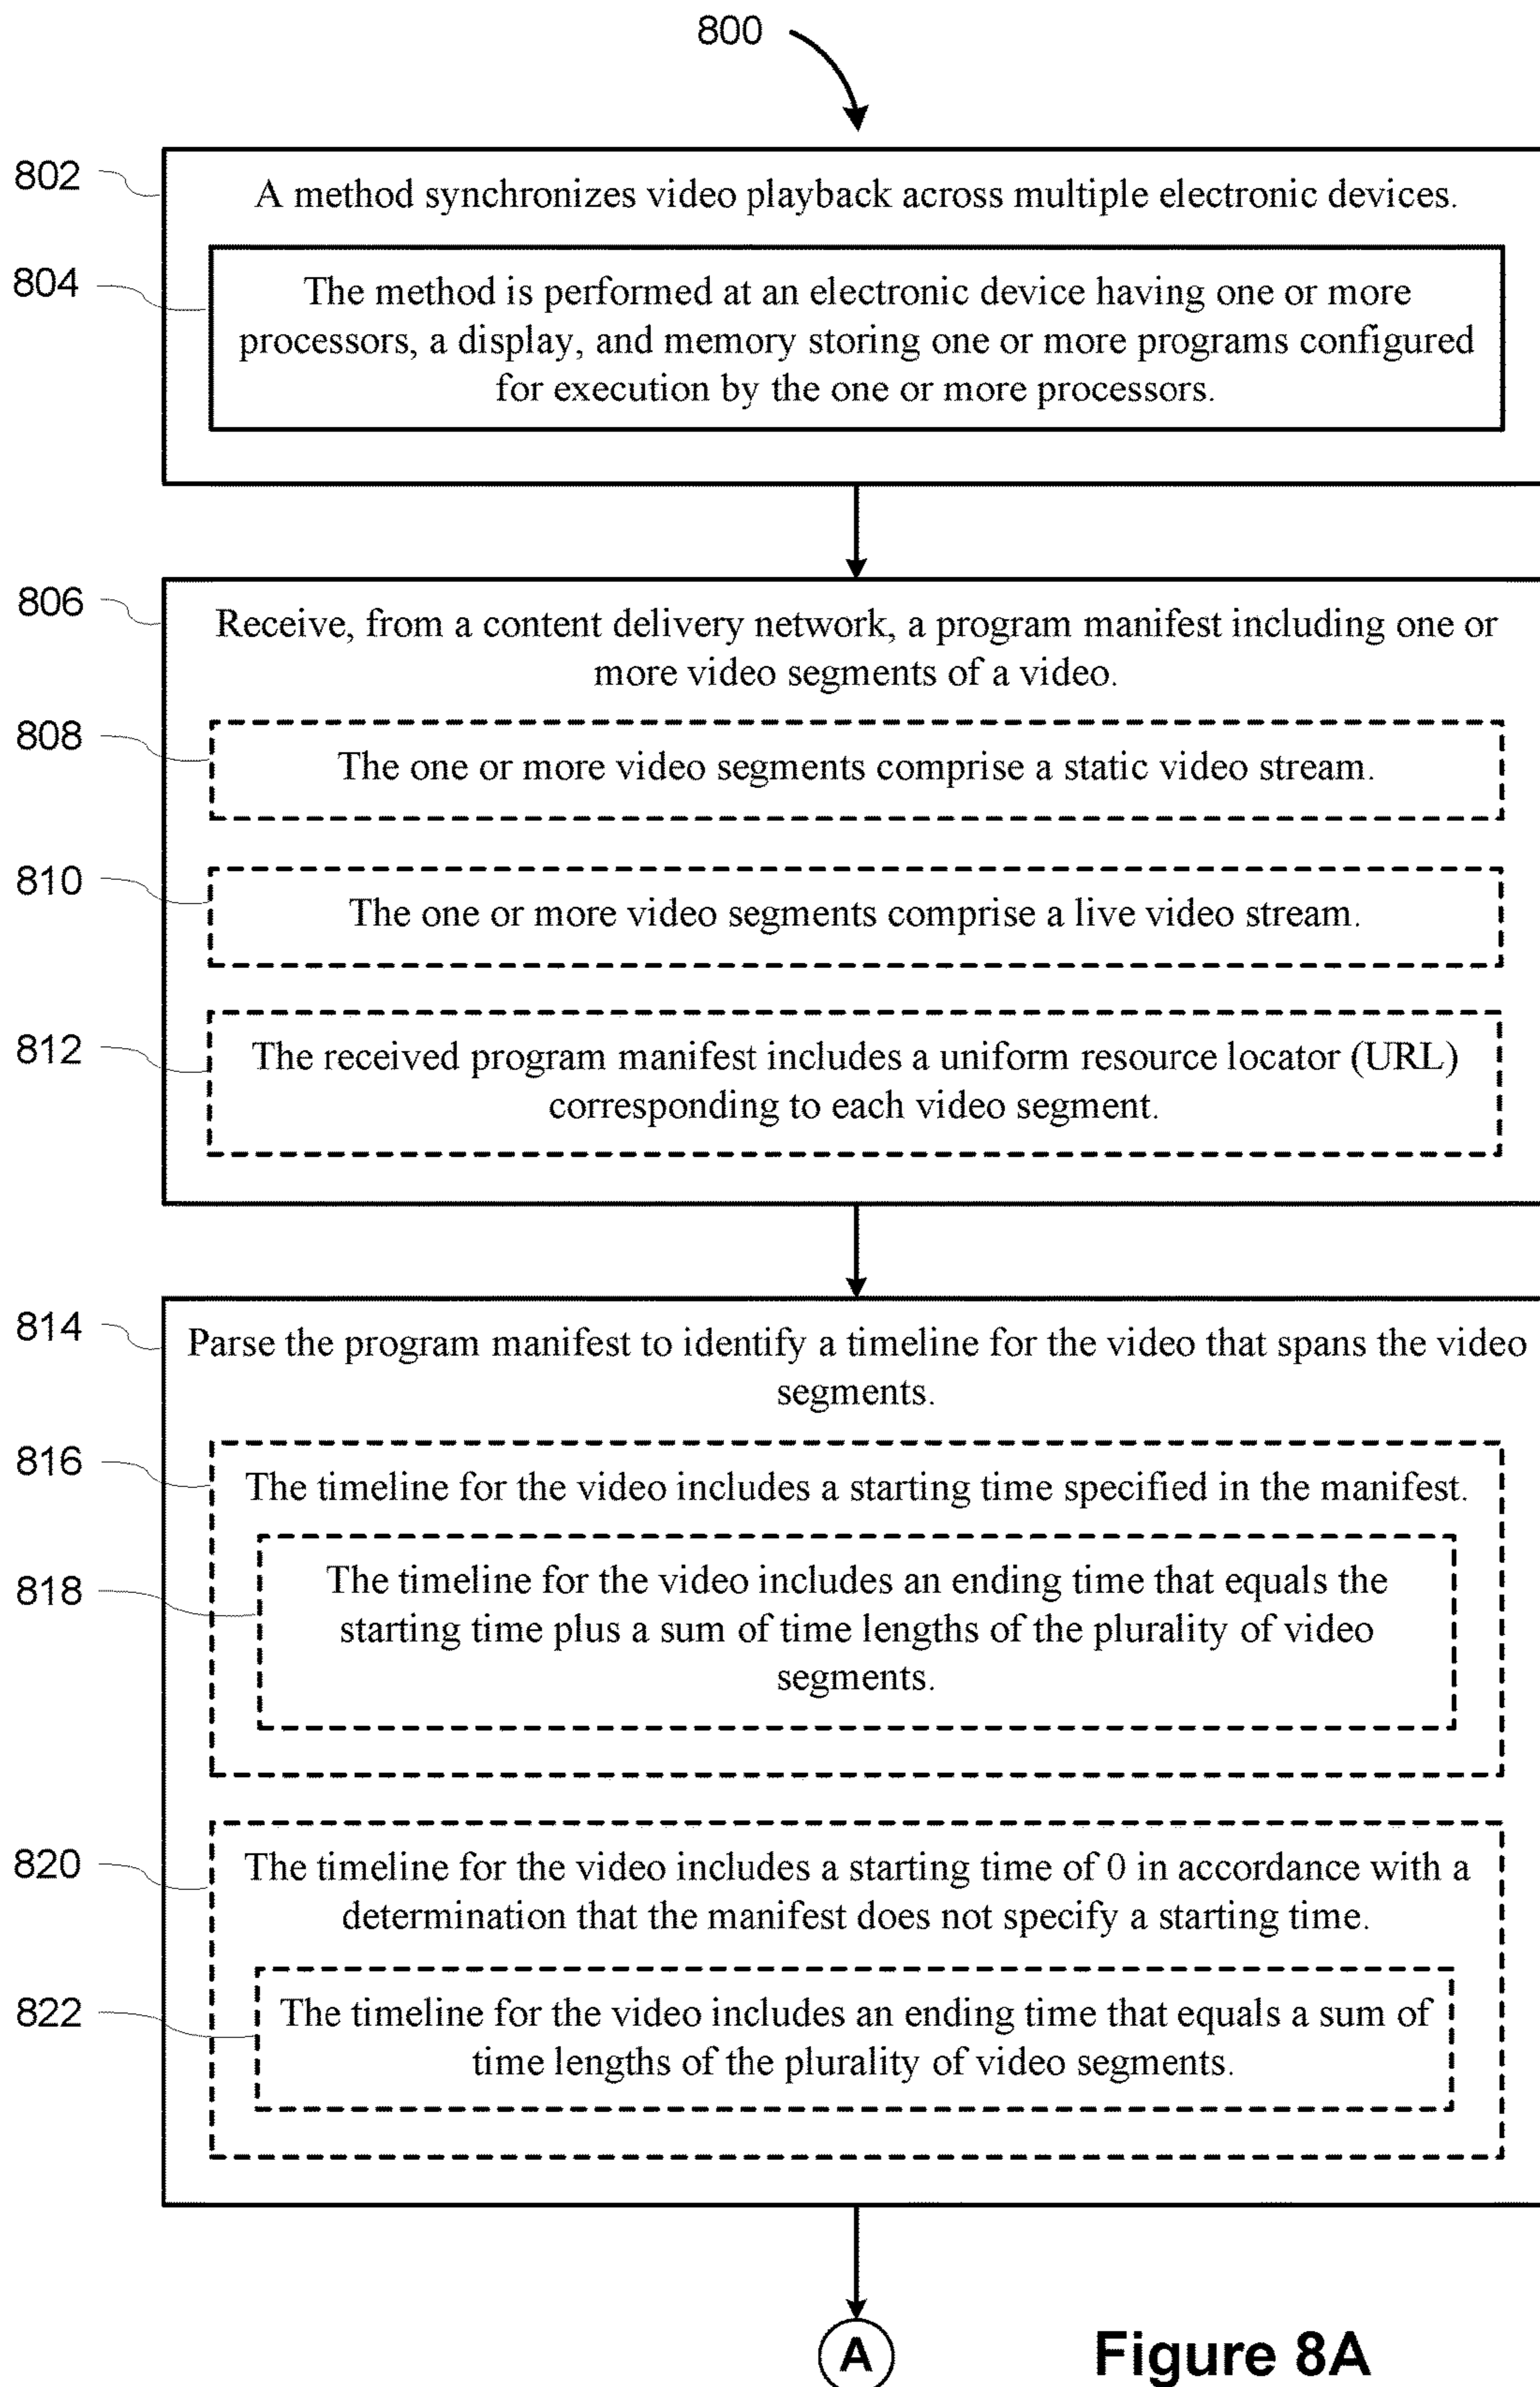 800
802
A method synchronizes video playback across multiple electronic devices.
804
The method is performed at an electronic device having one or more
processors, a display, and memory storing one or more programs configured
for execution by the one or more processors.
806
Receive, from a content delivery network, a program manifest including one or
more video segments of a video.
808
The one or more video segments comprise a static video stream.
810
The one or more video segments comprise a live video stream.
812
The received program manifest includes a uniform resource locator (URL)
corresponding to each video segment.
814
Parse the program manifest to identify a timeline for the video that spans the video
segments.
816
The timeline for the video includes a starting time specified in the manifest.
818
The timeline for the video includes an ending time that equals the
starting time plus a sum of time lengths of the plurality of video
segments.
820
The timeline for the video includes a starting time of 0 in accordance with a
determination that the manifest does not specify a starting time.
822
The timeline for the video includes an ending time that equals a sum of
time lengths of the plurality of video segments.
A
Figure 8A